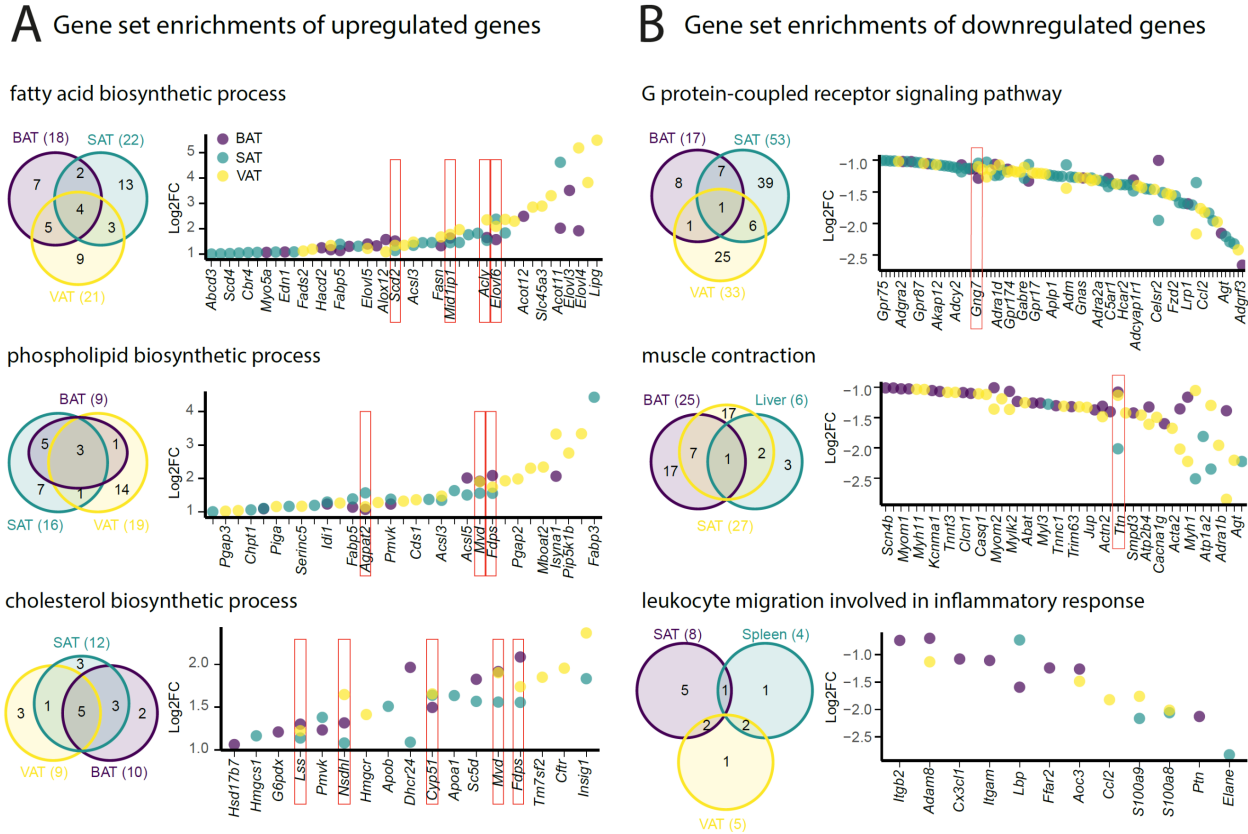 A Gene set enrichments of upregulated genes
fatty acid biosynthetic process
BAT (18)
SAT (22)
VAT (21)
7
2
13
4
5
3
9
BAT
SAT
VAT
Log2FC
5
4
3
2
1
Abcd3
Scd4
Cbr4
Myo5a
Edn1
Fads2
Hacd2
Fabp5
Elovl5
Alox12
Scd2
Acsl3
Fasn
Mid1ip1
Acly
Elovl6
Acot12
Slc45a3
Acot11
Elovl3
Elovl4
Lipg
phospholipid biosynthetic process
BAT (9)
SAT (16)
VAT (19)
5
3
1
7
1
14
Log2FC
4
3
2
1
Pgap3
Chpt1
Piga
Serinc5
Idi1
Fabp5
Agpat2
Pmvk
Cds1
Acsl3
Acsl5
Mvd
Fdps
Pgap2
Mboat2
Isyna1
Pip5k1b
Fabp3
cholesterol biosynthetic process
SAT (12)
VAT (9)
BAT (10)
3
3
1
5
3
2
Log2FC
2.0
1.5
1.0
Hsd17b7
Hmgcs1
G6pdx
Lss
Pmvk
Nsdhl
Hmgcr
Apob
Dhcr24
Cyp51
Apoa1
Sc5d
Mvd
Fdps
Tm7sf2
Cftr
Insig1
B Gene set enrichments of downregulated genes
G protein-coupled receptor signaling pathway
BAT (17)
SAT (53)
VAT (33)
8
7
39
1
1
6
25
Log2FC
−1.0
−1.5
−2.0
−2.5
Gpr75
Adgra2
Gpr87
Akap12
Adcy2
Gng7
Adra1d
Gpr174
Gabbr1
Gpr17
Aplp1
Adm
Gnas
Adra2a
C5ar1
Hcar2
Adcyap1r1
Celsr2
Fzd2
Lrp1
Ccl2
Agt
Adgrf3
muscle contraction
BAT (25)
Liver (6)
SAT (27)
17
7
1
2
17
3
Log2FC
−1.0
−1.5
−2.0
−2.5
Scn4b
Myom1
Myh11
Kcnma1
Tnnt3
Clcn1
Casq1
Myom2
Mylk2
Abat
Myl3
Tnnc1
Trim63
Jup
Actn2
Ttn
Smpd3
Atp2b4
Cacna1g
Acta2
Myh1
Atp1a2
Adra1b
Agt
leukocyte migration involved in inflammatory response
SAT (8)
Spleen (4)
VAT (5)
5
1
1
2
2
1
Log2FC
−1.0
−1.5
−2.0
−2.5
Itgb2
Adam8
Cx3cl1
Itgam
Lbp
Ffar2
Aoc3
Ccl2
S100a9
S100a8
Ptn
Elane